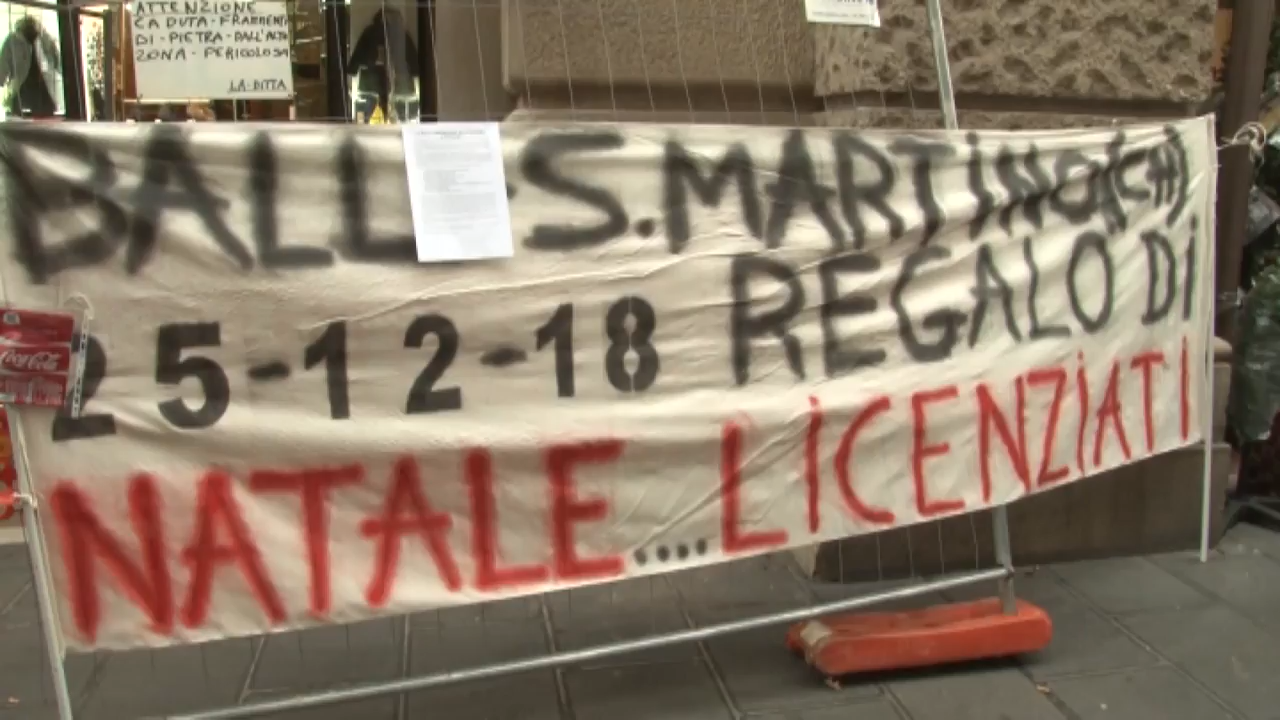 ATTENZIONE
CADUTA-FRAMMENTI
DI-PIETRA-DALL'ALTO
ZONA-PERICOLOSA
LA-DITTA
BALL S.MARTINO(CH)
25-12-18 REGALO Di
Coca-Cola
NATALE....LiCENZiATi